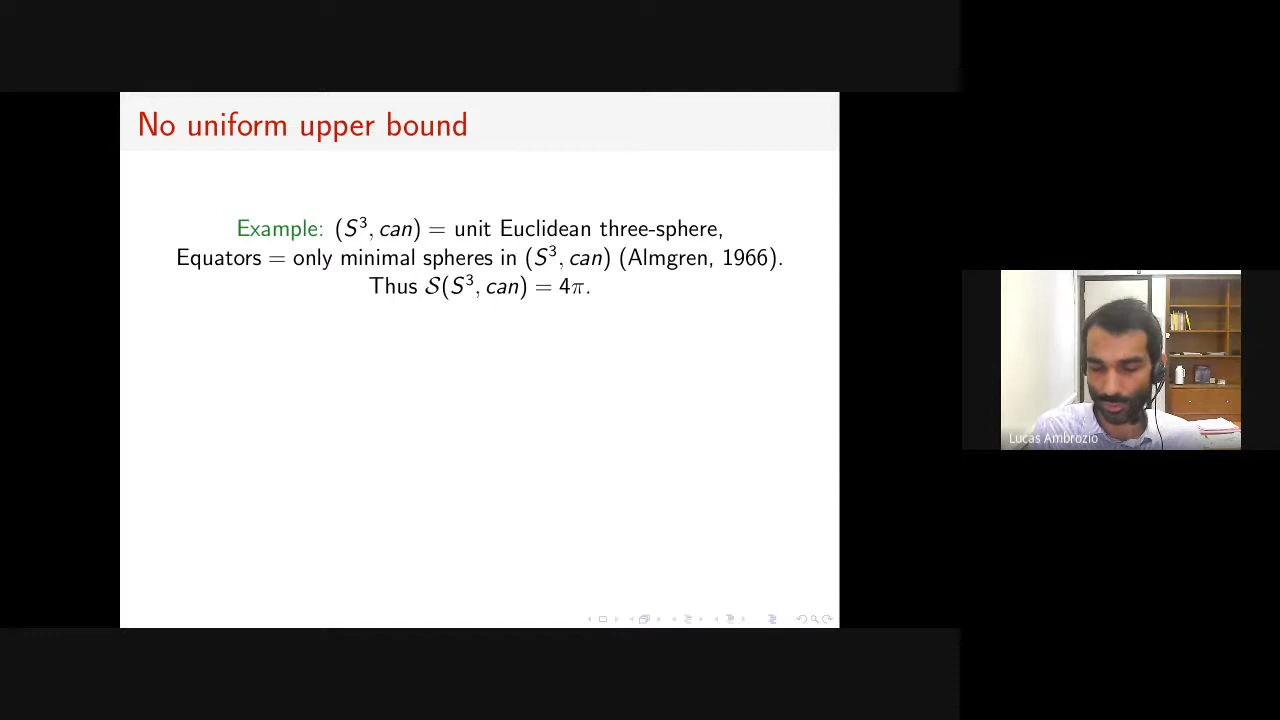 No uniform upper bound
Example: (S³, can) = unit Euclidean three-sphere,
Equators = only minimal spheres in (S³, can) (Almgren, 1966).
Thus 𝒮(S³, can) = 4π.
Lucas Ambrozio